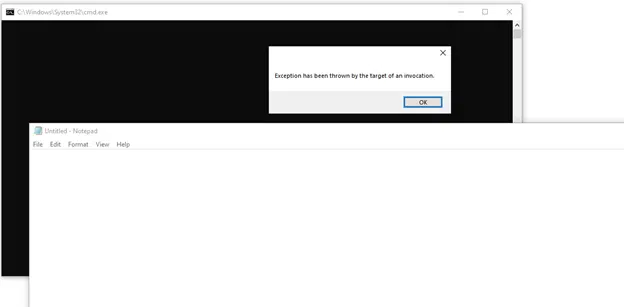 C:\Windows\System32\cmd.exe
Exception has been thrown by the target of an invocation.
OK
Untitled - Notepad
File Edit Format View Help